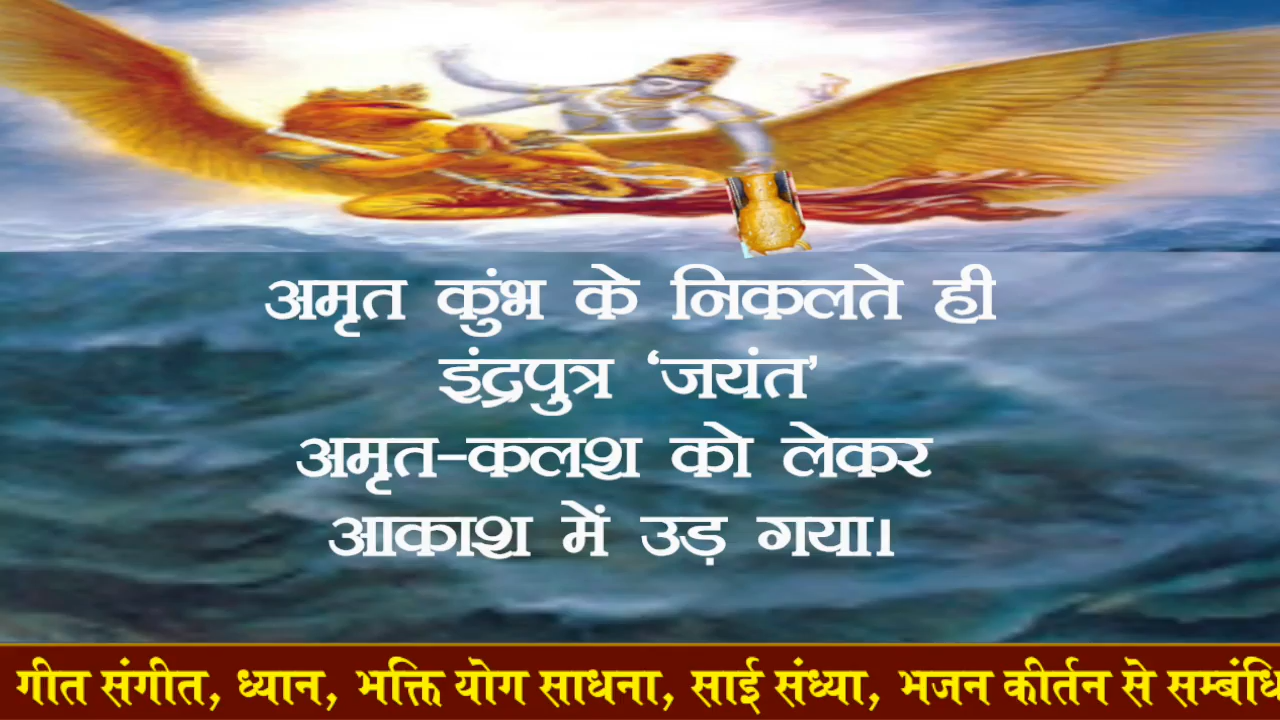 अमृत कुंभ के निकलते ही
इंद्रपुत्र ‘जयंत’
अमृत-कलश को लेकर
आकाश में उड़ गया।
गीत संगीत, ध्यान, भक्ति योग साधना, साई संध्या, भजन कीर्तन से सम्बंधि